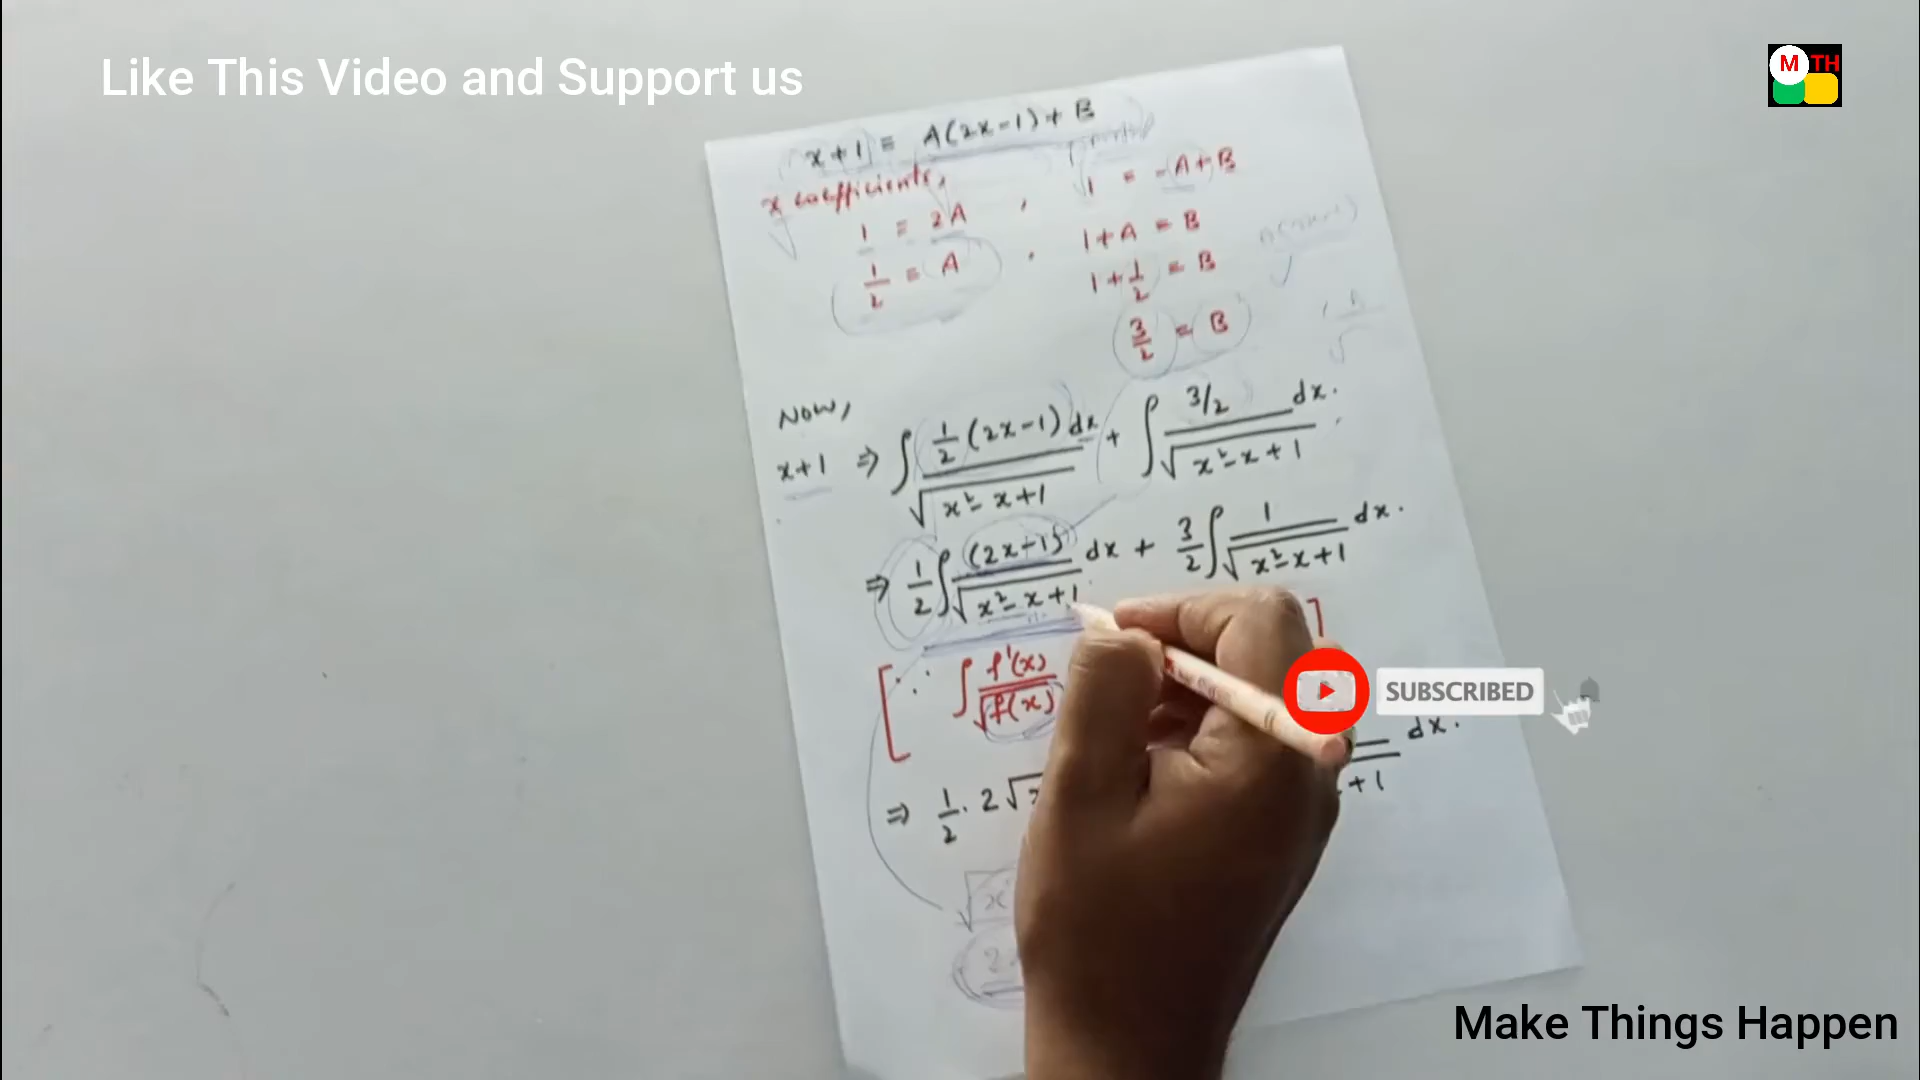 Like This Video and Support us
M TH
x+1 = A(2x-1)+B
x coefficients,
1 = 2A , 1 = -A+B
1/2 = A , 1+A = B
1+1/2 = B
3/2 = B
NOW,
x+1 ⇒ ∫ 1/2 (2x-1) dx / √(x²-x+1) + ∫ 3/2 dx. / √(x²-x+1)
⇒ 1/2 ∫ (2x-1) / √(x²-x+1) dx + 3/2 ∫ 1 / √(x²-x+1) dx.
[∵ ∫ f'(x) / √f(x) ]
SUBSCRIBED
⇒ 1/2 . 2√ +1 dx.
Make Things Happen